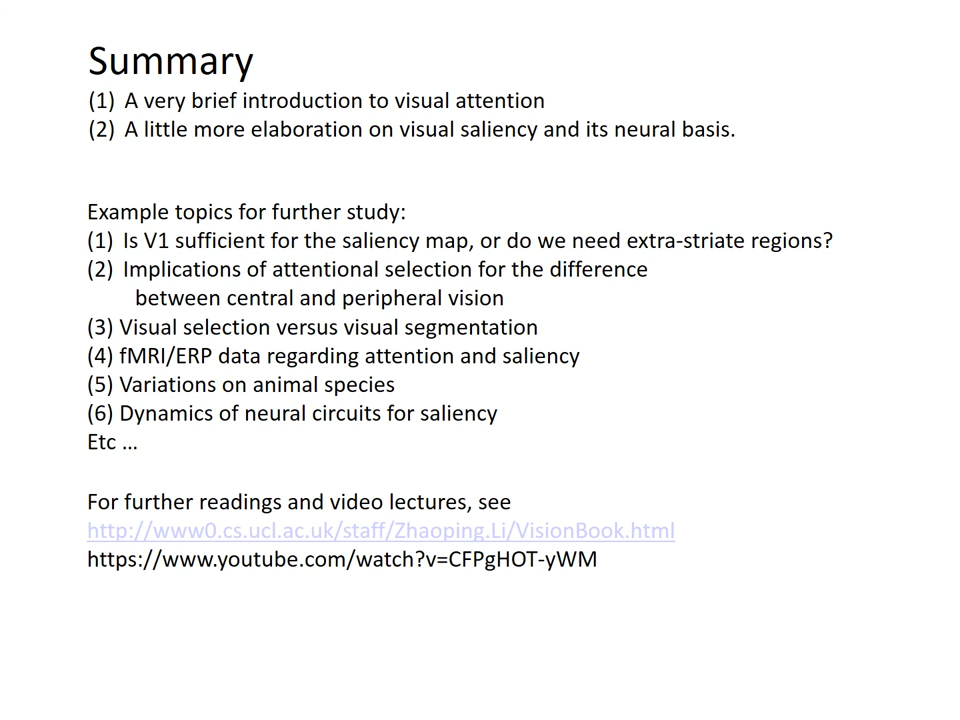 Summary
(1) A very brief introduction to visual attention
(2) A little more elaboration on visual saliency and its neural basis.
Example topics for further study:
(1) Is V1 sufficient for the saliency map, or do we need extra-striate regions?
(2) Implications of attentional selection for the difference
between central and peripheral vision
(3) Visual selection versus visual segmentation
(4) fMRI/ERP data regarding attention and saliency
(5) Variations on animal species
(6) Dynamics of neural circuits for saliency
Etc ...
For further readings and video lectures, see
http://www0.cs.ucl.ac.uk/staff/Zhaoping.Li/VisionBook.html
https://www.youtube.com/watch?v=CFPgHOT-yWM